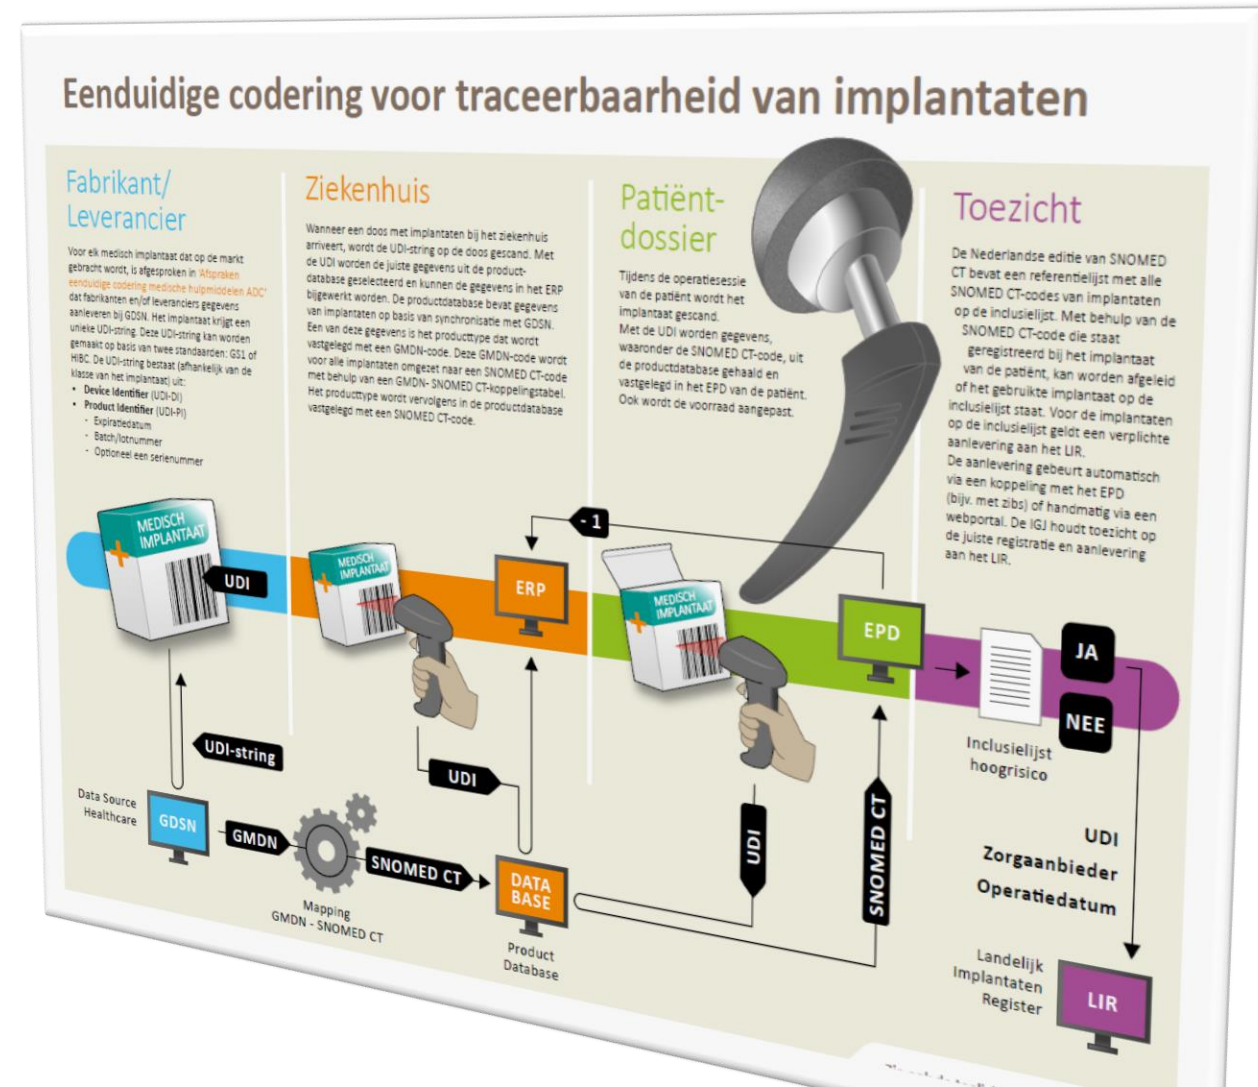 Eenduidige codering voor traceerbaarheid van implantaten
Fabrikant/
Leverancier
Voor elk medisch implantaat dat op de markt
gebracht wordt, is afgesproken in 'Afspraken
eenduidige codering medische hulpmiddelen ADC'
dat fabrikanten en/of leveranciers gegevens
aanleveren bij GDSN. Het implantaat krijgt een
unieke UDI-string. Deze UDI-string kan worden
gemaakt op basis van twee standaarden: GS1 of
HIBC. De UDI-string bestaat (afhankelijk van de
klasse van het implantaat) uit:
• Device Identifier (UDI-DI)
• Product Identifier (UDI-PI)
- Expiratiedatum
- Batch/lotnummer
- Optioneel een serienummer
Ziekenhuis
Wanneer een doos met implantaten bij het ziekenhuis
arriveert, wordt de UDI-string op de doos gescand. Met
de UDI worden de juiste gegevens uit de product-
database geselecteerd en kunnen de gegevens in het ERP
bijgewerkt worden. De productdatabase bevat gegevens
van implantaten op basis van synchronisatie met GDSN.
Een van deze gegevens is het producttype dat wordt
vastgelegd met een GMDN-code. Deze GMDN-code wordt
voor alle implantaten omgezet naar een SNOMED CT-code
met behulp van een GMDN- SNOMED CT-koppelingstabel.
Het producttype wordt vervolgens in de productdatabase
vastgelegd met een SNOMED CT-code.
Patiënt-
dossier
Tijdens de operatiesessie
van de patiënt wordt het
implantaat gescand.
Met de UDI worden gegevens,
waaronder de SNOMED CT-code, uit
de productdatabase gehaald en
vastgelegd in het EPD van de patiënt.
Ook wordt de voorraad aangepast.
Toezicht
De Nederlandse editie van SNOMED
CT bevat een referentielijst met alle
SNOMED CT-codes van implantaten
op de inclusielijst. Met behulp van de
SNOMED CT-code die staat
geregistreerd bij het implantaat
van de patiënt, kan worden afgeleid
of het gebruikte implantaat op de
inclusielijst staat. Voor de implantaten
op de inclusielijst geldt een verplichte
aanlevering aan het LIR.
De aanlevering gebeurt automatisch
via een koppeling met het EPD
(bijv. met zibs) of handmatig via een
webportal. De IGJ houdt toezicht op
de juiste registratie en aanlevering
aan het LIR.
MEDISCH
IMPLANTAAT
UDI
MEDISCH
IMPLANTAAT
ERP
- 1
MEDISCH
IMPLANTAAT
EPD
JA
NEE
Inclusielijst
hoogrisico
UDI-string
UDI
Data Source
Healthcare
GDSN
GMDN
SNOMED CT
Mapping
GMDN - SNOMED CT
DATA
BASE
Product
Database
UDI
SNOMED CT
UDI
Zorgaanbieder
Operatiedatum
Landelijk
Implantaten
Register
LIR